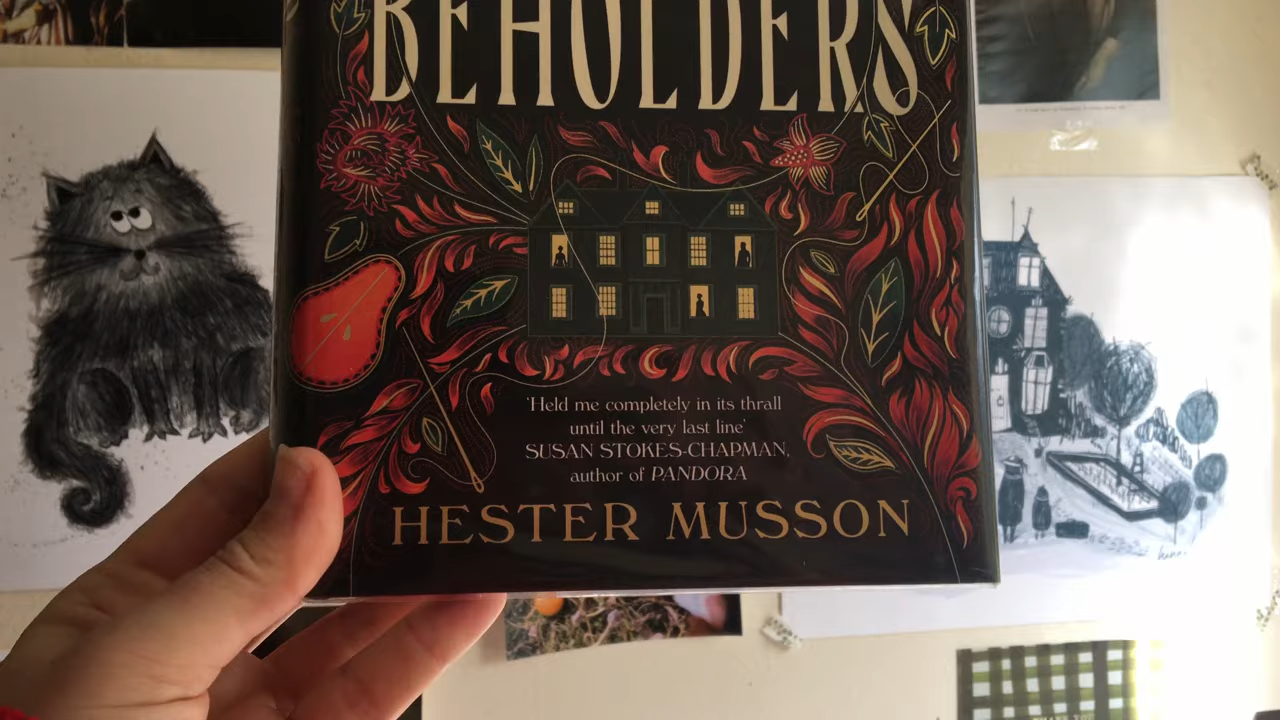 BEHOLDERS
‘Held me completely in its thrall
until the very last line’
SUSAN STOKES-CHAPMAN,
author of PANDORA
HESTER MUSSON